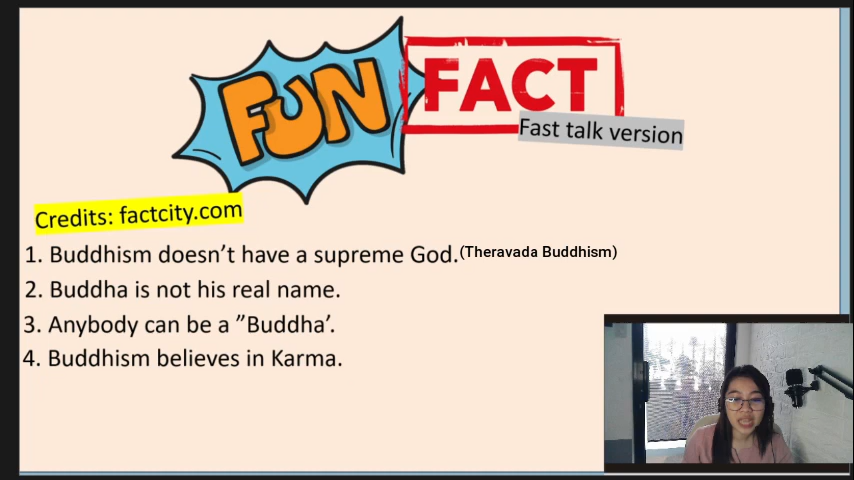 FUN FACT
Fast talk version
Credits: factcity.com
1. Buddhism doesn’t have a supreme God.(Theravada Buddhism)
2. Buddha is not his real name.
3. Anybody can be a ”Buddha’.
4. Buddhism believes in Karma.